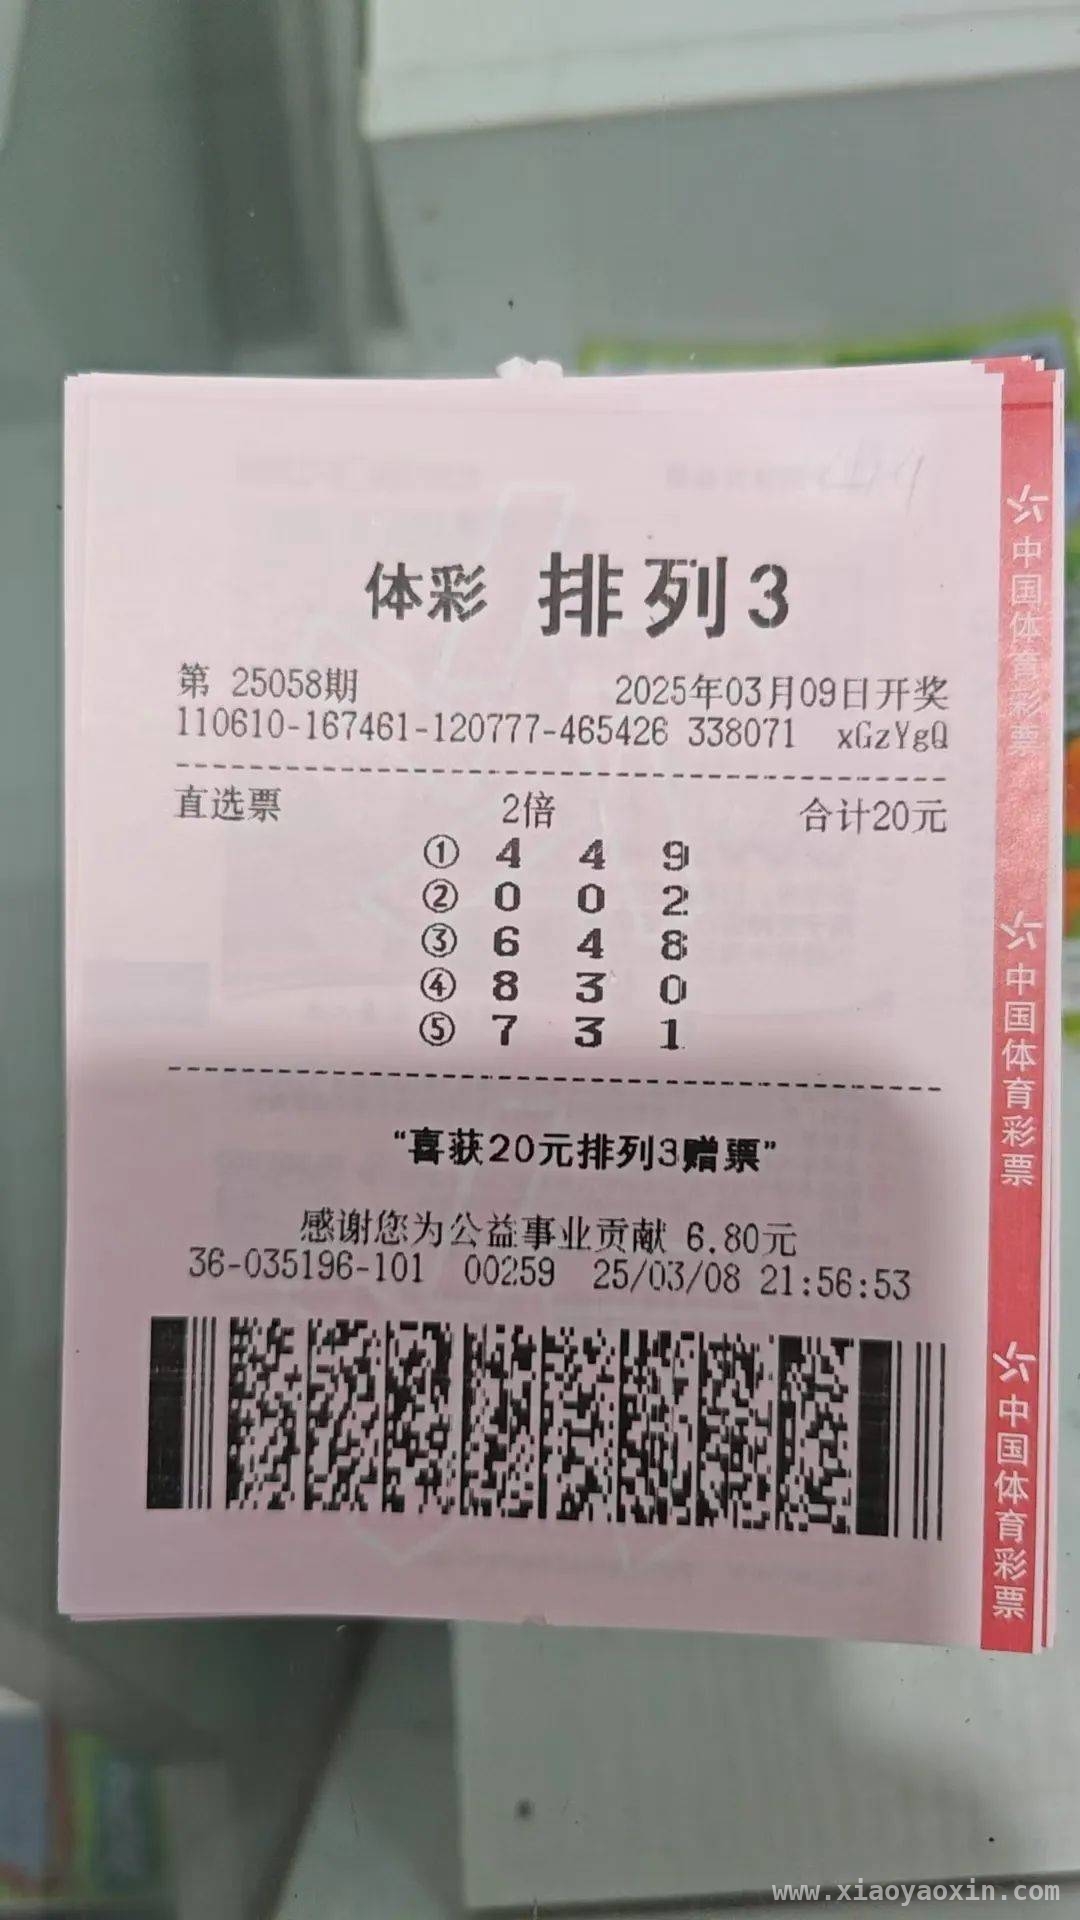 体彩 排列3
第 25058期 2025年03月09日开奖
110610-167461-120777-465426 338071 xGzYgQ
直选票 2倍 合计20元
① 4 4 9
② 0 0 2
③ 6 4 8
④ 8 3 0
⑤ 7 3 1
“喜获20元排列3赠票”
感谢您为公益事业贡献 6.80元
36-035196-101 00259 25/03/08 21:56:53
中国体育彩票
中国体育彩票
中国体育彩票
www.xiaoyaoxin.com